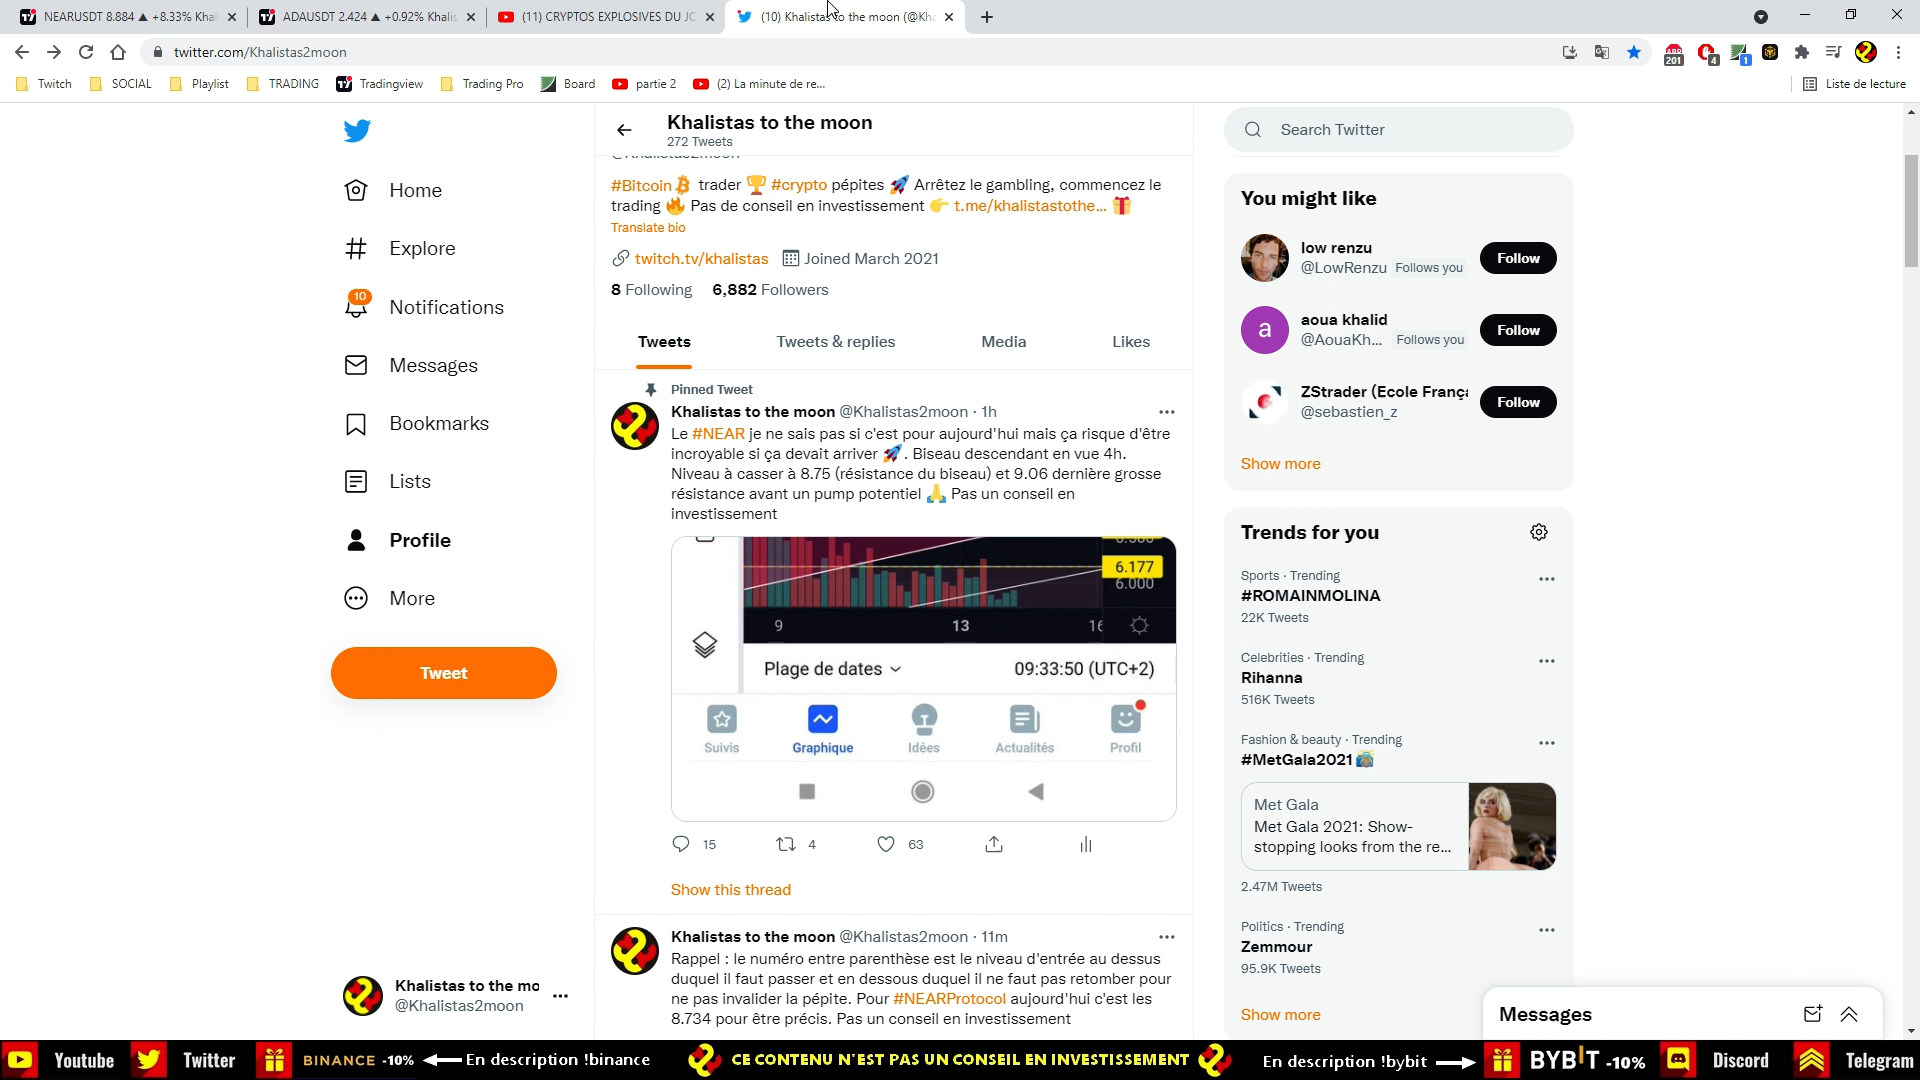 NEARUSDT 8.884 ▲ +8.33% Khal
ADAUSDT 2.424 ▲ +0.92% Khalis
(11) CRYPTOS EXPLOSIVES DU JO
(10) Khalistas to the moon (@Kha
twitter.com/Khalistas2moon
201
4
1
Twitch
SOCIAL
Playlist
TRADING
Tradingview
Trading Pro
Board
partie 2
(2) La minute de re...
Liste de lecture
Khalistas to the moon
272 Tweets
Search Twitter
Home
Explore
10
Notifications
Messages
Bookmarks
Lists
Profile
More
Tweet
Khalistas to the mo
@Khalistas2moon
@Khalistas2moon
#Bitcoin trader 🏆 #crypto pépites 🚀 Arrêtez le gambling, commencez le
trading 🔥 Pas de conseil en investissement 👉 t.me/khalistastothe... 🎁
Translate bio
twitch.tv/khalistas Joined March 2021
8 Following 6,882 Followers
Tweets
Tweets & replies
Media
Likes
Pinned Tweet
Khalistas to the moon @Khalistas2moon · 1h
Le #NEAR je ne sais pas si c'est pour aujourd'hui mais ça risque d'être
incroyable si ça devait arriver 🚀. Biseau descendant en vue 4h.
Niveau à casser à 8.75 (résistance du biseau) et 9.06 dernière grosse
résistance avant un pump potentiel 🙏 Pas un conseil en
investissement
6.177
6.000
9
13
Plage de dates
09:33:50 (UTC+2)
Suivis
Graphique
Idées
Actualités
Profil
15
4
63
Show this thread
Khalistas to the moon @Khalistas2moon · 11m
Rappel : le numéro entre parenthèse est le niveau d'entrée au dessus
duquel il faut passer et en dessous duquel il ne faut pas retomber pour
ne pas invalider la pépite. Pour #NEARProtocol aujourd'hui c'est les
8.734 pour être précis. Pas un conseil en investissement
You might like
low renzu
@LowRenzu Follows you
Follow
a
aoua khalid
@AouaKh... Follows you
Follow
ZStrader (Ecole França
@sebastien_z
Follow
Show more
Trends for you
Sports · Trending
#ROMAINMOLINA
22K Tweets
Celebrities · Trending
Rihanna
516K Tweets
Fashion & beauty · Trending
#MetGala2021
Met Gala
Met Gala 2021: Show-
stopping looks from the re...
2.47M Tweets
Politics · Trending
Zemmour
95.9K Tweets
Show more
Messages
Youtube
Twitter
BINANCE -10%
En description !binance
CE CONTENU N'EST PAS UN CONSEIL EN INVESTISSEMENT
En description !bybit
BYBIT -10%
Discord
Telegram